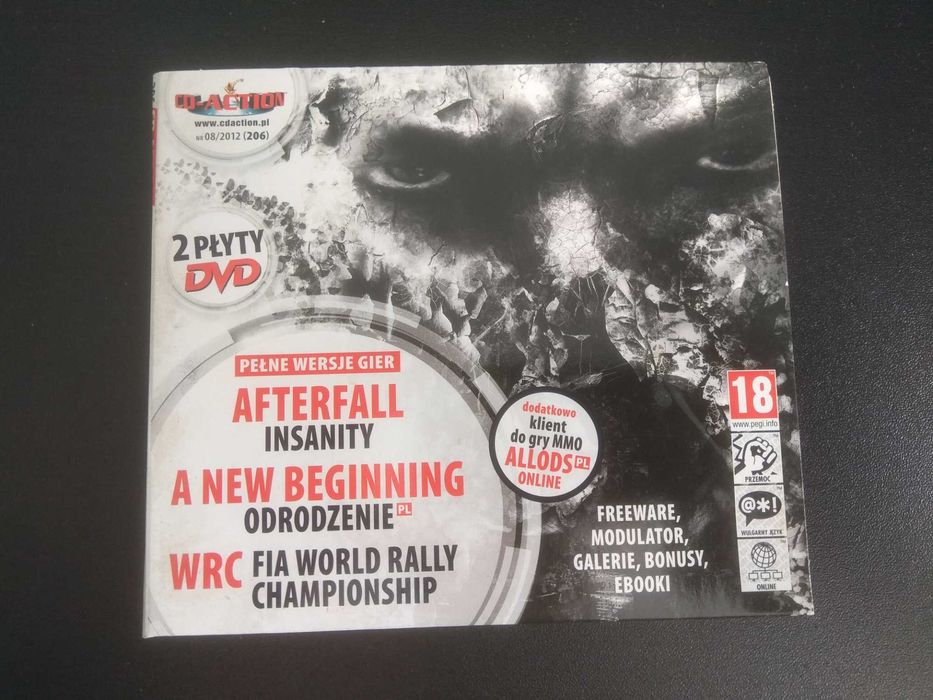 CD-ACTION
www.cdaction.pl
NR 08/2012 (206)
2 PŁYTY
DVD
PEŁNE WERSJE GIER
AFTERFALL
INSANITY
A NEW BEGINNING
ODRODZENIE PL
WRC FIA WORLD RALLY
CHAMPIONSHIP
dodatkowo
klient
do gry MMO
ALLODS PL
ONLINE
FREEWARE,
MODULATOR,
GALERIE, BONUSY,
EBOOKI
18
www.pegi.info
PRZEMOC
@*!
WULGARNY JĘZYK
ONLINE